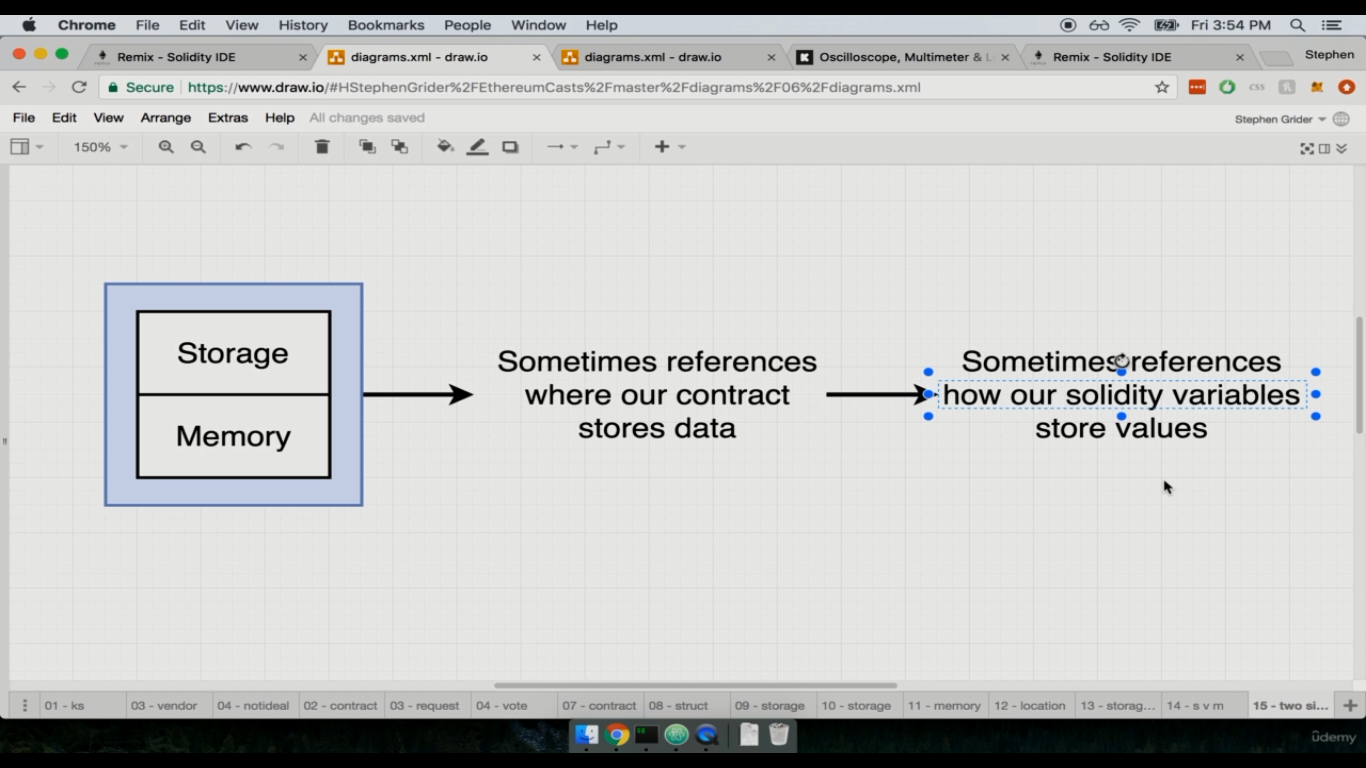 Chrome File Edit View History Bookmarks People Window Help Fri 3:54 PM
Remix - Solidity IDE diagrams.xml - draw.io diagrams.xml - draw.io Oscilloscope, Multimeter & Remix - Solidity IDE Stephen
Secure https://www.draw.io/#HStephenGrider%2FEthereumCasts%2Fmaster%2Fdiagrams%2F06%2Fdiagrams.xml CSS
File Edit View Arrange Extras Help All changes saved Stephen Grider
150%
Storage
Memory
Sometimes references
where our contract
stores data
Sometimes references
how our solidity variables
store values
01 - ks 03 - vendor 04 - notideal 02 - contract 03 - request 04 - vote 07 - contract 08 - struct 09 - storage 10 - storage 11 - memory 12 - location 13 - storag... 14 - s v m 15 - two si...
ûdemy